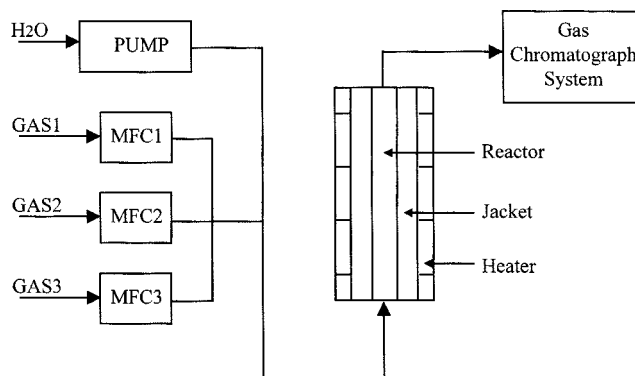 H2O
PUMP
GAS1
MFC1
GAS2
MFC2
GAS3
MFC3
Gas
Chromatograph
System
Reactor
Jacket
Heater